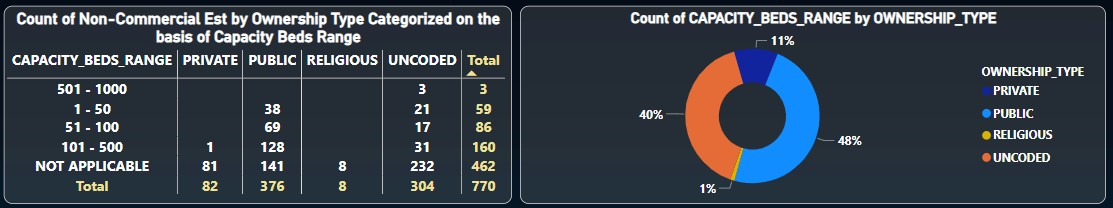 Count of Non-Commercial Est by Ownership Type Categorized on the
basis of Capacity Beds Range
CAPACITY_BEDS_RANGE PRIVATE PUBLIC RELIGIOUS UNCODED Total
501 - 1000 3 3
1 - 50 38 21 59
51 - 100 69 17 86
101 - 500 1 128 31 160
NOT APPLICABLE 81 141 8 232 462
Total 82 376 8 304 770
Count of CAPACITY_BEDS_RANGE by OWNERSHIP_TYPE
11%
40%
48%
1%
OWNERSHIP_TYPE
PRIVATE
PUBLIC
RELIGIOUS
UNCODED